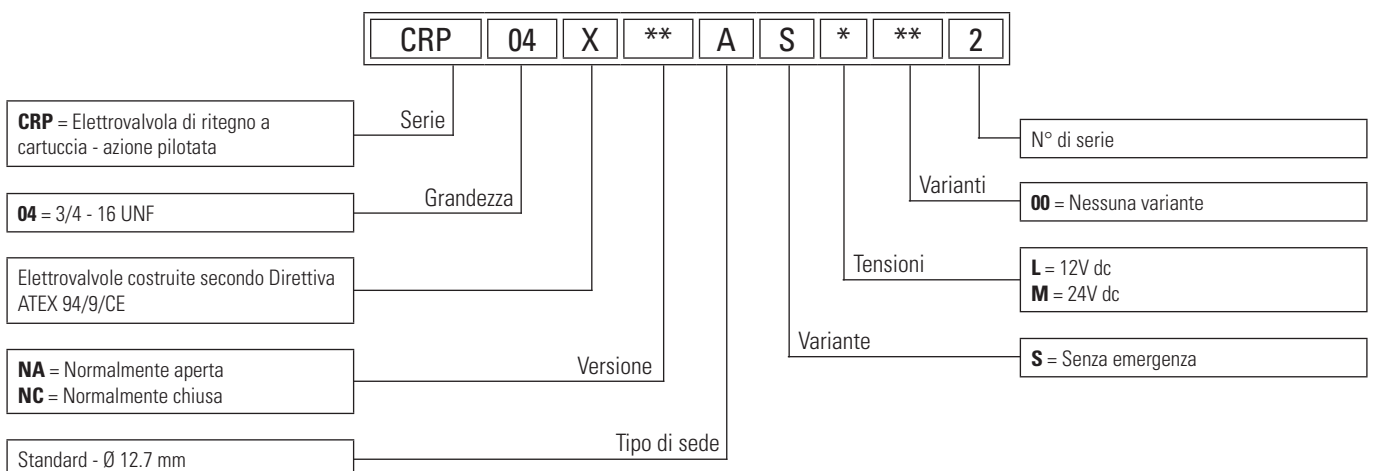 CRP 04 X ** A S * ** 2
CRP = Elettrovalvola di ritegno a
cartuccia - azione pilotata
Serie
04 = 3/4 - 16 UNF
Grandezza
Elettrovalvole costruite secondo Direttiva
ATEX 94/9/CE
NA = Normalmente aperta
NC = Normalmente chiusa
Versione
Standard - Ø 12.7 mm
Tipo di sede
N° di serie
Varianti
00 = Nessuna variante
Tensioni
L = 12V dc
M = 24V dc
Variante
S = Senza emergenza